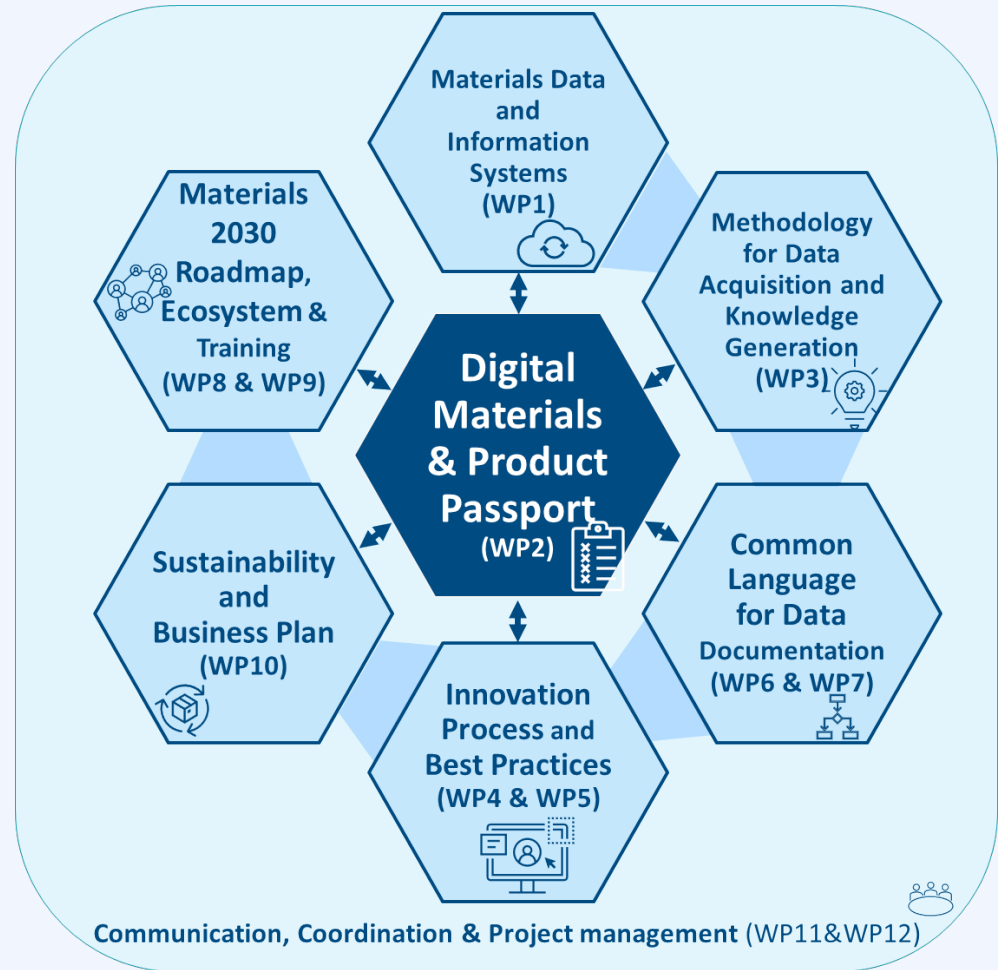 Materials Data
and
Information
Systems
(WP1)
Materials
2030
Roadmap,
Ecosystem &
Training
(WP8 & WP9)
Methodology
for Data
Acquisition and
Knowledge
Generation
(WP3)
Digital
Materials
& Product
Passport
(WP2)
Sustainability
and
Business Plan
(WP10)
Common
Language
for Data
Documentation
(WP6 & WP7)
Innovation
Process and
Best Practices
(WP4 & WP5)
Communication, Coordination & Project management (WP11&WP12)